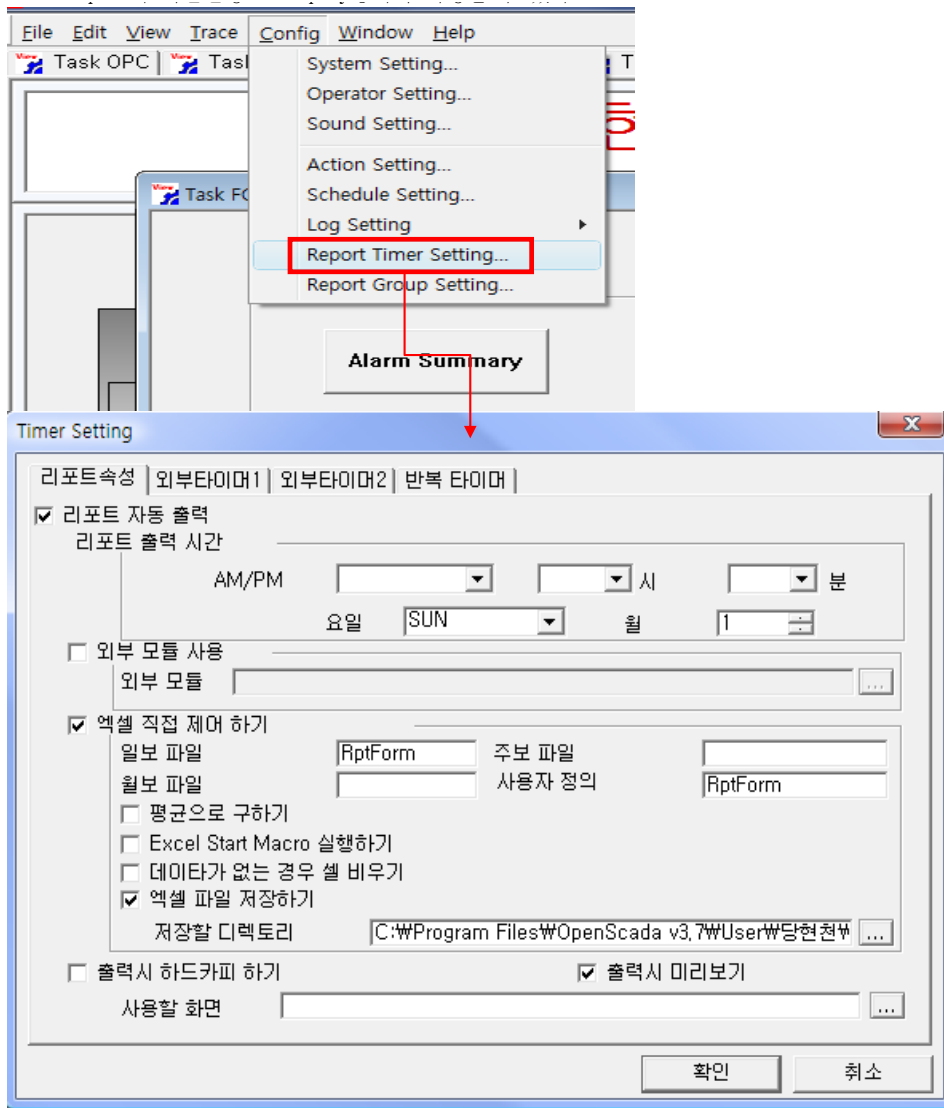 File Edit View Trace Config Window Help
Task OPC Task
System Setting...
Operator Setting...
Sound Setting...
Action Setting...
Task FC
Schedule Setting...
Log Setting
Report Timer Setting...
Report Group Setting...
Alarm Summary
Timer Setting
리포트속성 외부타이머1 외부타이머2 반복 타이머
리포트 자동 출력
리포트 출력 시간
AM/PM 시 분
요일 SUN 월 1
외부 모듈 사용
외부 모듈 ...
엑셀 직접 제어 하기
일보 파일 RptForm 주보 파일
월보 파일 사용자 정의 RptForm
평균으로 구하기
Excel Start Macro 실행하기
데이타가 없는 경우 셀 비우기
엑셀 파일 저장하기
저장할 디렉토리 C:₩Program Files₩OpenScada v3.7₩User₩당현천₩ ...
출력시 하드카피 하기 출력시 미리보기
사용할 화면 ...
확인 취소